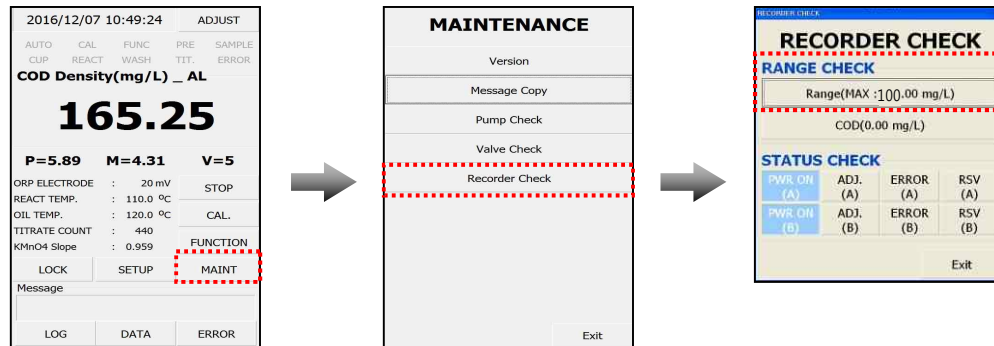 2016/12/07 10:49:24 ADJUST
AUTO CAL FUNC PRE SAMPLE
CUP REACT WASH TIT. ERROR
COD Density(mg/L) _ AL
165.25
P=5.89 M=4.31 V=5
ORP ELECTRODE : 20 mV
REACT TEMP. : 110.0 ºC
OIL TEMP. : 120.0 ºC
TITRATE COUNT : 440
KMnO4 Slope : 0.959
STOP
CAL.
FUNCTION
LOCK SETUP MAINT
Message
LOG DATA ERROR
MAINTENANCE
Version
Message Copy
Pump Check
Valve Check
Recorder Check
Exit
RECORDER CHECK
RECORDER CHECK
RANGE CHECK
Range(MAX :100.00 mg/L)
COD(0.00 mg/L)
STATUS CHECK
PWR ON ADJ. ERROR RSV
(A) (A) (A) (A)
PWR ON ADJ. ERROR RSV
(B) (B) (B) (B)
Exit